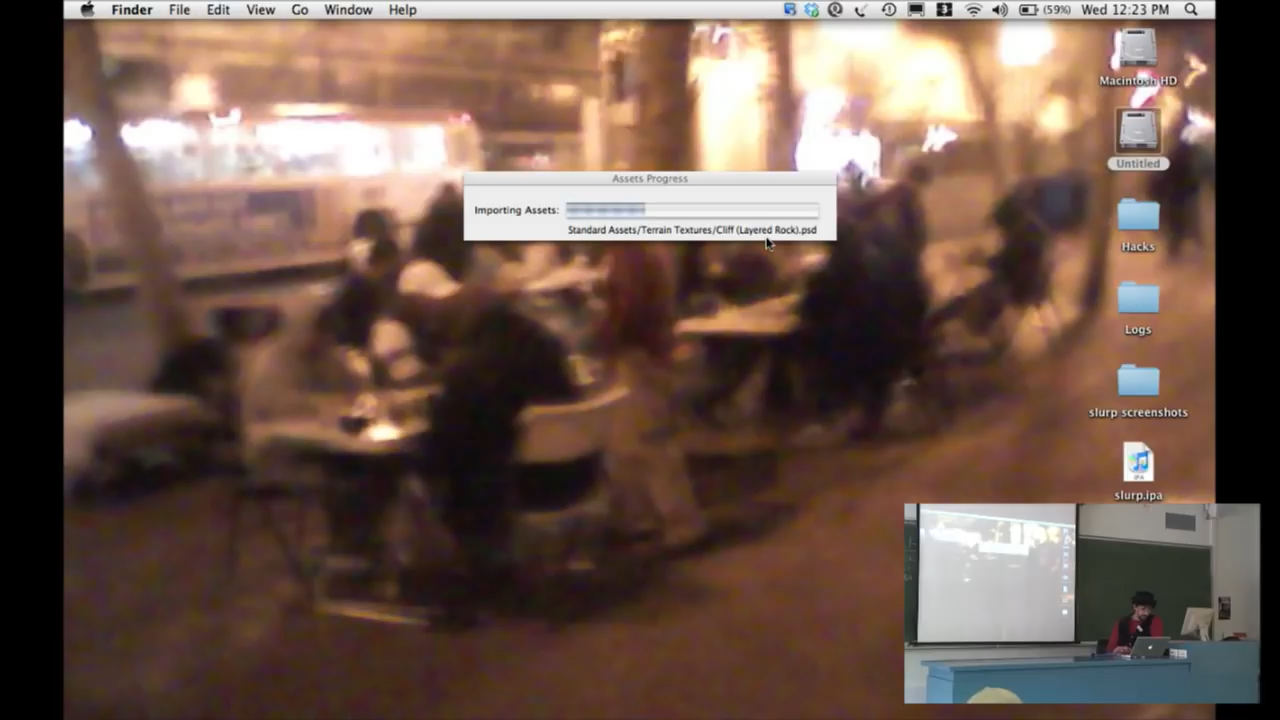 Finder File Edit View Go Window Help (59%) Wed 12:23 PM
Macintosh HD
Untitled
Assets Progress
Importing Assets:
Standard Assets/Terrain Textures/Cliff (Layered Rock).psd
Hacks
Logs
slurp screenshots
IPA
slurp.ipa